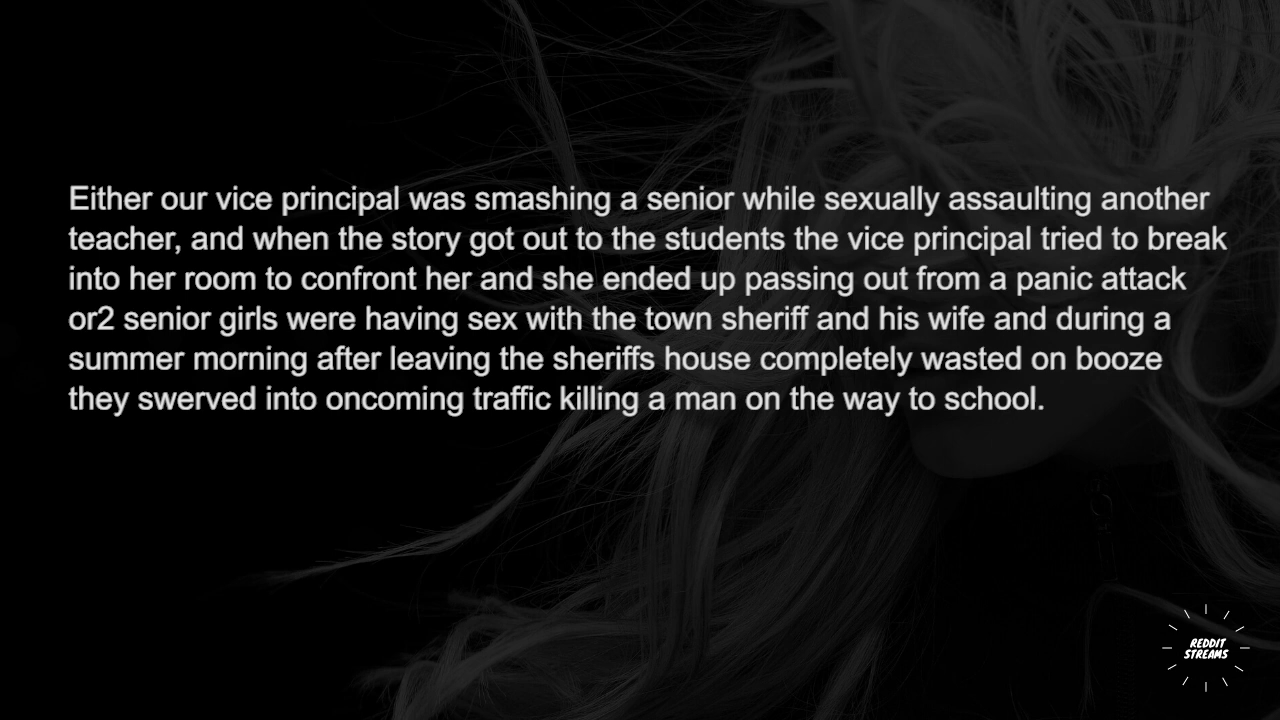 Either our vice principal was smashing a senior while sexually assaulting another
teacher, and when the story got out to the students the vice principal tried to break
into her room to confront her and she ended up passing out from a panic attack
or2 senior girls were having sex with the town sheriff and his wife and during a
summer morning after leaving the sheriffs house completely wasted on booze
they swerved into oncoming traffic killing a man on the way to school.
REDDIT
STREAMS